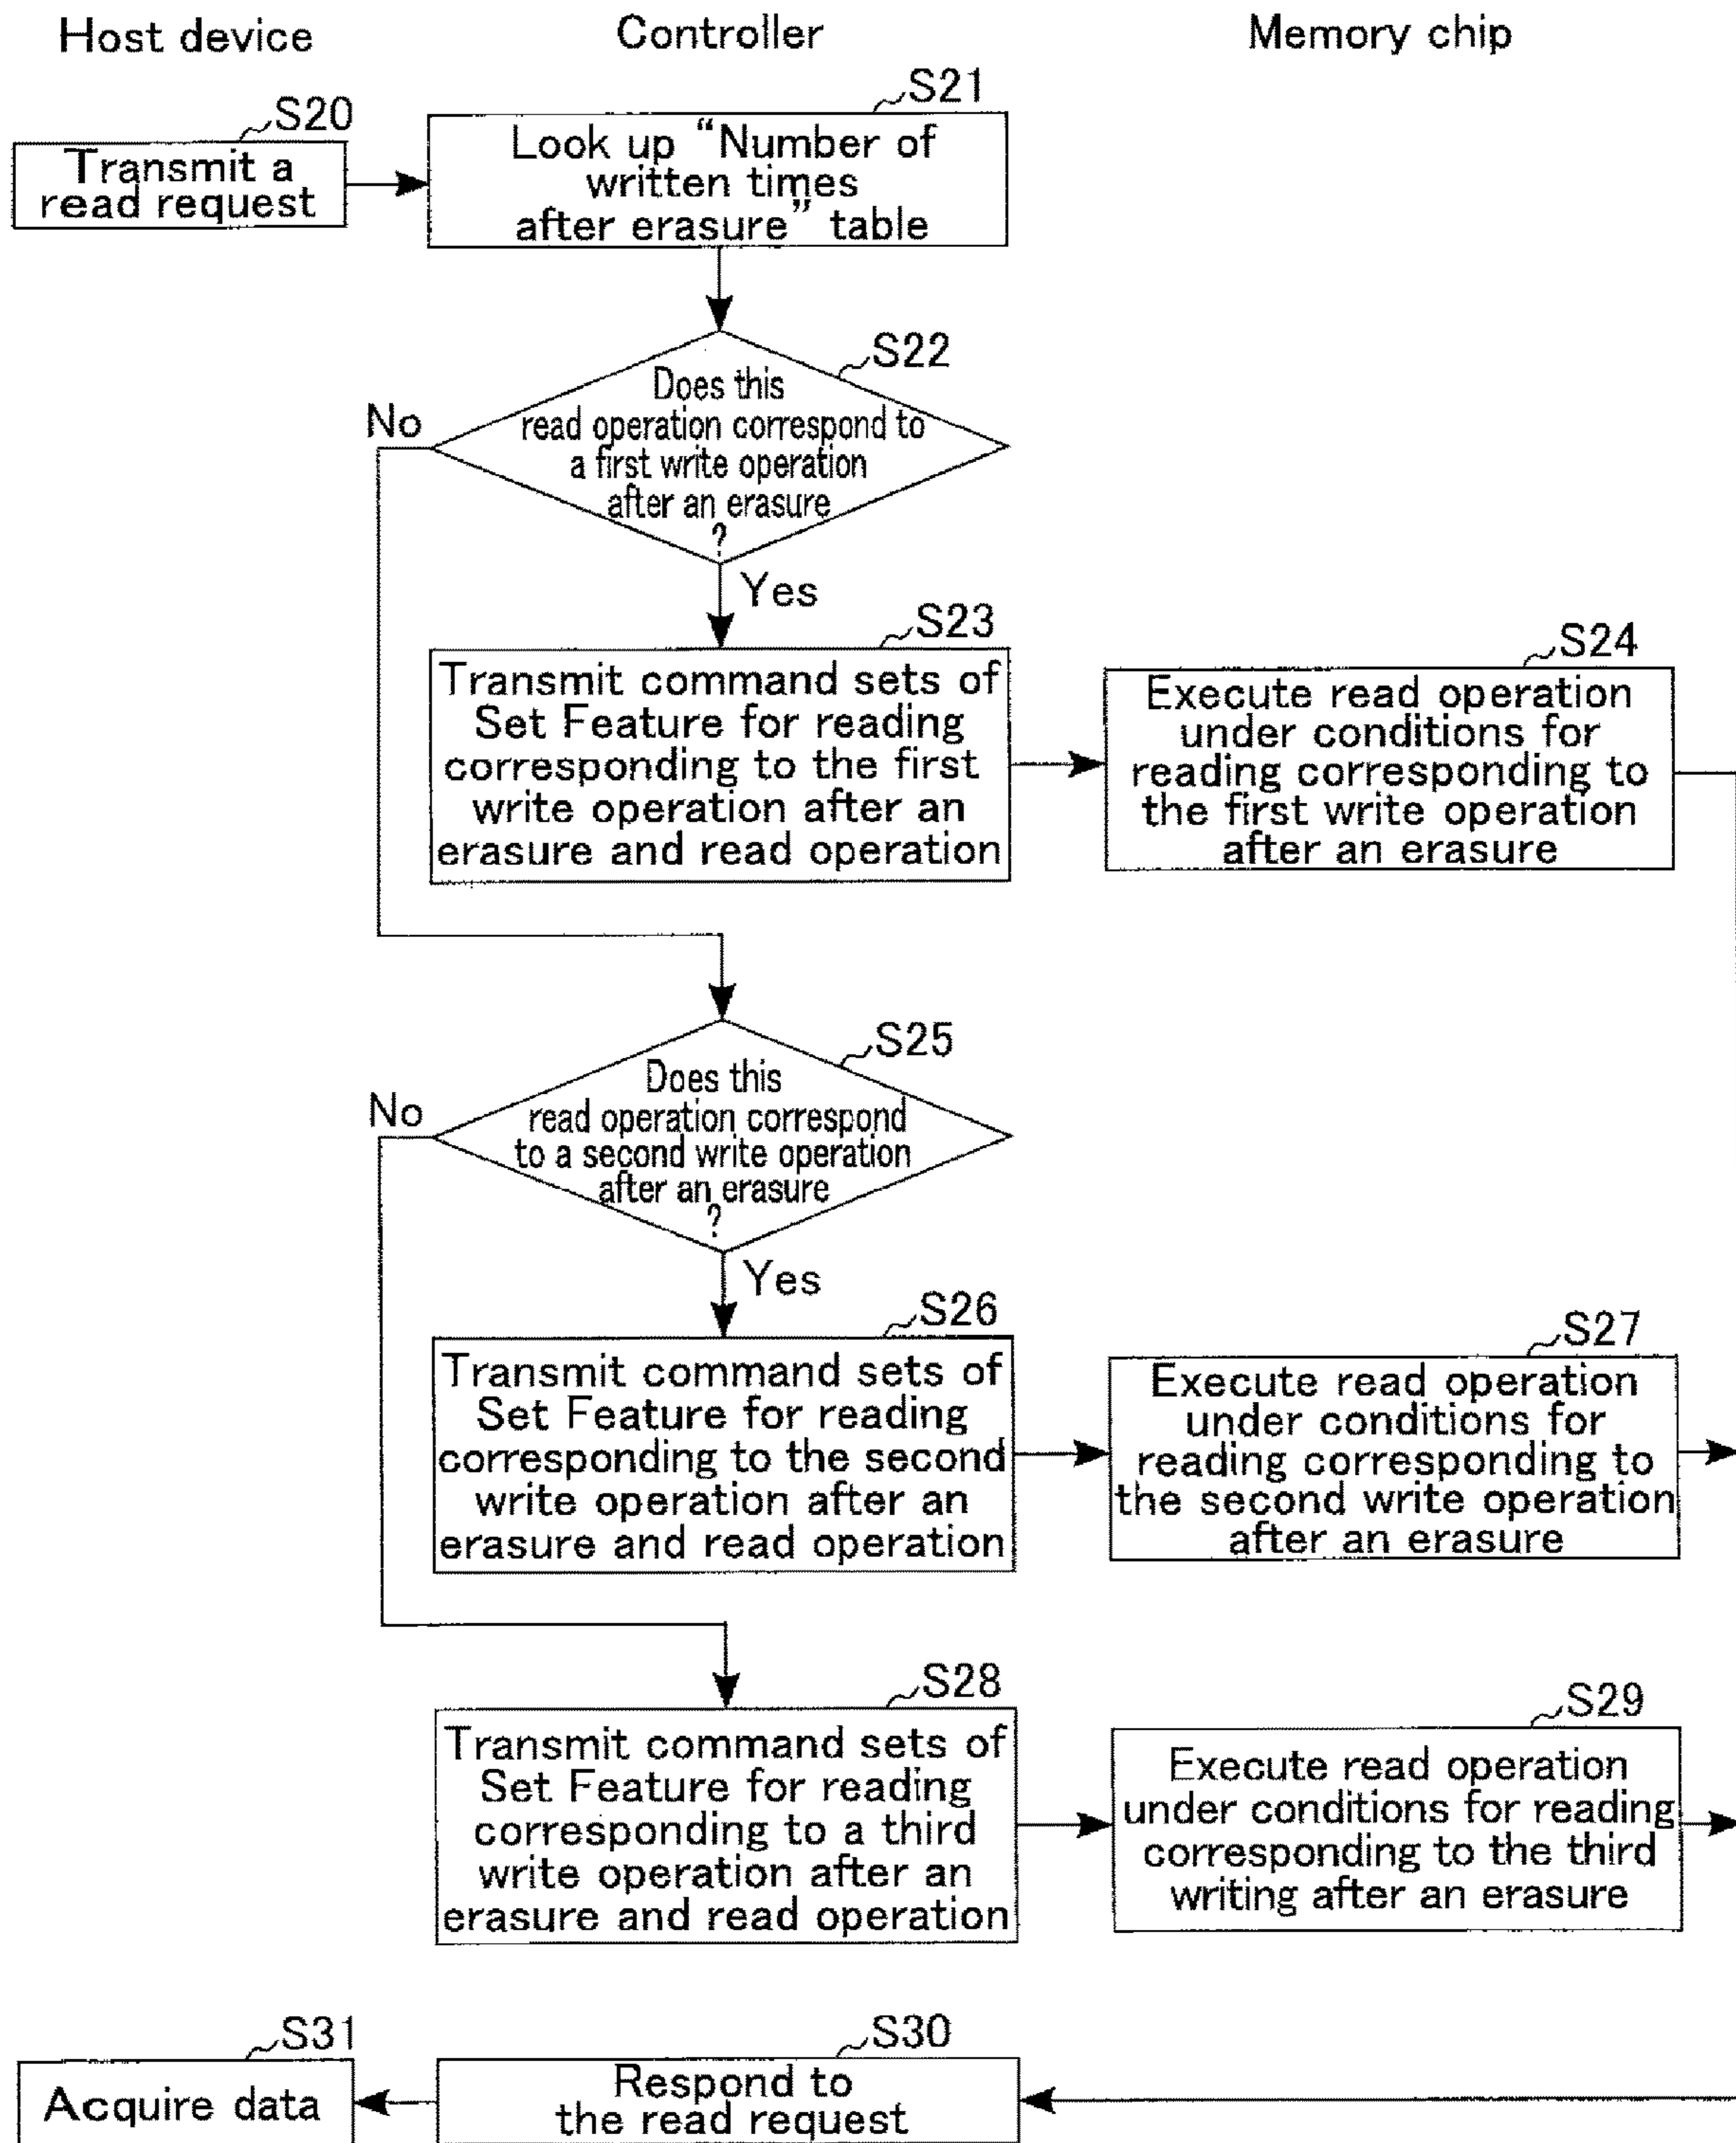 Host device
Controller
Memory chip
S20
Transmit a
read request
S21
Look up “Number of
written times
after erasure” table
S22
Does this
read operation correspond to
a first write operation
after an erasure
?
No
Yes
S23
Transmit command sets of
Set Feature for reading
corresponding to the first
write operation after an
erasure and read operation
S24
Execute read operation
under conditions for
reading corresponding to
the first write operation
after an erasure
S25
Does this
read operation correspond
to a second write operation
after an erasure
?
No
Yes
S26
Transmit command sets of
Set Feature for reading
corresponding to the second
write operation after an
erasure and read operation
S27
Execute read operation
under conditions for
reading corresponding to
the second write operation
after an erasure
S28
Transmit command sets of
Set Feature for reading
corresponding to a third
write operation after an
erasure and read operation
S29
Execute read operation
under conditions for reading
corresponding to the third
writing after an erasure
S31
Acquire data
S30
Respond to
the read request